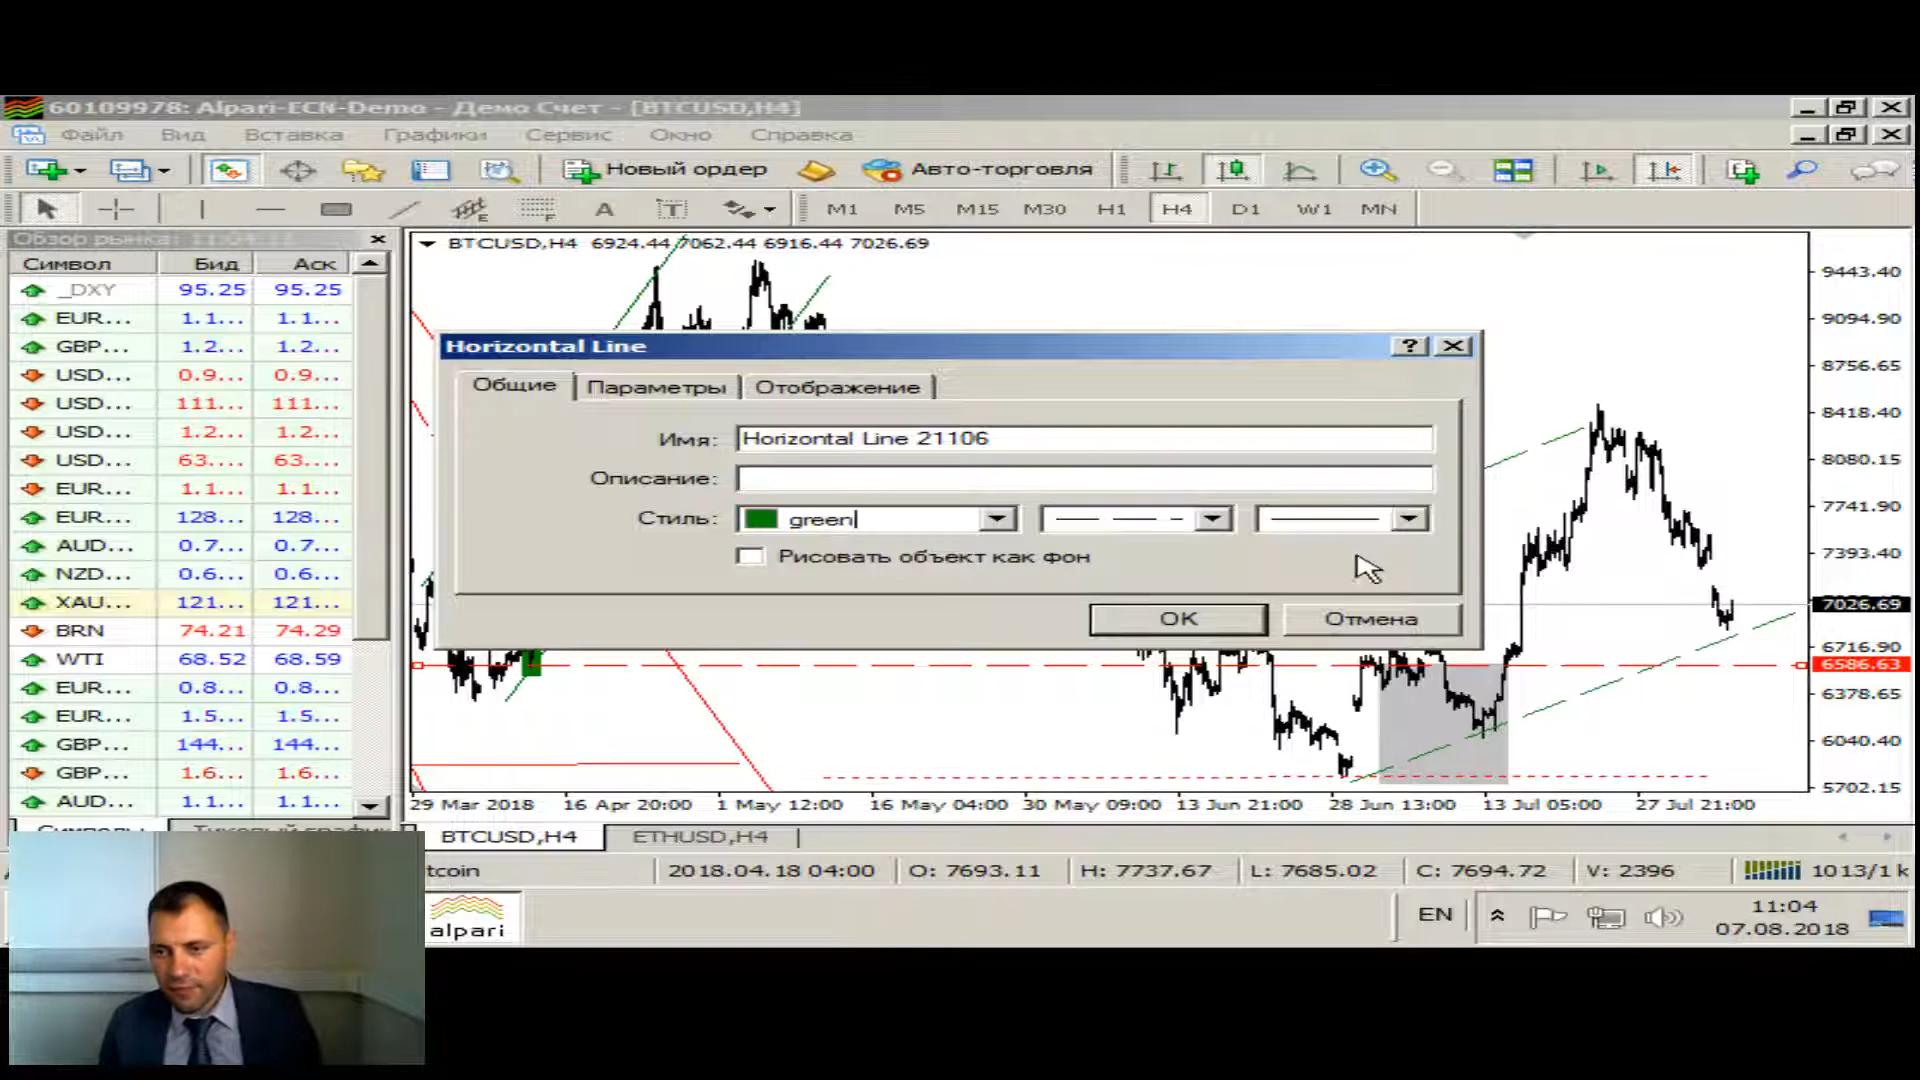 60109978: Alpari-ECN-Demo - Демо Счет - [BTCUSD,H4]
Файл Вид Вставка Графики Сервис Окно Справка
Новый ордер Авто-торговля
A T M1 M5 M15 M30 H1 H4 D1 W1 MN
Обзор рынка:
Символ Бид Аск
_DXY 95.25 95.25
EUR... 1.1... 1.1...
GBP... 1.2... 1.2...
USD... 0.9... 0.9...
USD... 111... 111...
USD... 1.2... 1.2...
USD... 63.... 63....
EUR... 1.1... 1.1...
EUR... 128... 128...
AUD... 0.7... 0.7...
NZD... 0.6... 0.6...
XAU... 121... 121...
BRN 74.21 74.29
WTI 68.52 68.59
EUR... 0.8... 0.8...
EUR... 1.5... 1.5...
GBP... 144... 144...
GBP... 1.6... 1.6...
AUD... 1.1... 1.1...
BTCUSD,H4 6924.44 7062.44 6916.44 7026.69
Horizontal Line
Общие Параметры Отображение
Имя: Horizontal Line 21106
Описание:
Стиль: green
Рисовать объект как фон
OK Отмена
9443.40
9094.90
8756.65
8418.40
8080.15
7741.90
7393.40
7026.69
6716.90
6586.63
6378.65
6040.40
5702.15
29 Mar 2018 16 Apr 20:00 1 May 12:00 16 May 04:00 30 May 09:00 13 Jun 21:00 28 Jun 13:00 13 Jul 05:00 27 Jul 21:00
BTCUSD,H4 ETHUSD,H4
tcoin 2018.04.18 04:00 O: 7693.11 H: 7737.67 L: 7685.02 C: 7694.72 V: 2396 1013/1 k
alpari
EN
11:04
07.08.2018